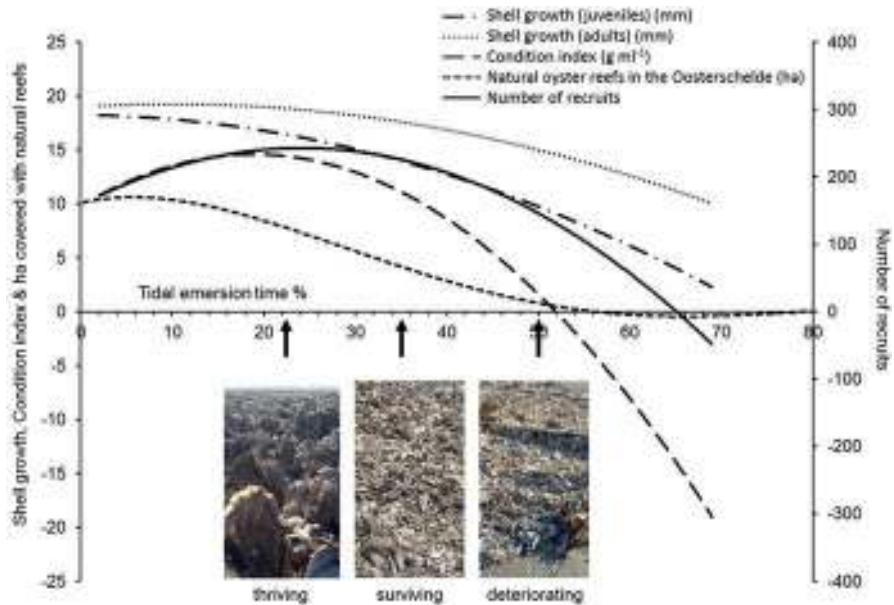 Shell growth (juveniles) (mm)
Shell growth (adults) (mm)
Condition index (g ml⁻¹)
Natural oyster reefs in the Oosterschelde (ha)
Number of recruits
Shell growth, Condition index & ha covered with natural reefs
25
20
15
10
5
0
-5
-10
-15
-20
-25
Tidal emersion time %
0 10 20 30 40 50 60 70 80
400
300
200
100
0
-100
-200
-300
-400
Number of
recruits
thriving surviving deteriorating